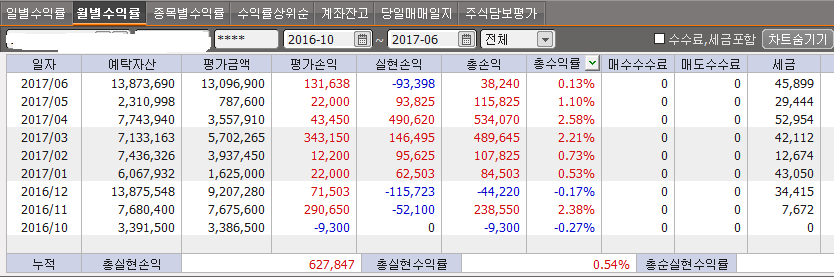 일별수익률 월별수익률 종목별수익률 수익률상위순 계좌잔고 당일매매일지 주식담보평가
**** 2016-10 ~ 2017-06 전체 수수료,세금포함 차트숨기기
일자 예탁자산 평가금액 평가손익 실현손익 총손익 총수익률 매수수수료 매도수수료 세금
2017/06 13,873,690 13,096,900 131,638 -93,398 38,240 0.13% 0 0 45,899
2017/05 2,310,998 787,600 22,000 93,825 115,825 1.10% 0 0 29,444
2017/04 7,743,940 3,557,910 43,450 490,620 534,070 2.58% 0 0 52,954
2017/03 7,133,163 5,702,265 343,150 146,495 489,645 2.21% 0 0 42,112
2017/02 7,436,326 3,937,450 12,200 95,625 107,825 0.73% 0 0 12,674
2017/01 6,067,932 1,625,000 22,000 62,503 84,503 0.53% 0 0 43,050
2016/12 13,875,548 9,207,280 71,503 -115,723 -44,220 -0.17% 0 0 34,415
2016/11 7,680,400 7,675,600 290,650 -52,100 238,550 2.38% 0 0 7,672
2016/10 3,391,500 3,386,500 -9,300 0 -9,300 -0.27% 0 0 0
누적 총실현손익 627,847 총실현수익률 0.54% 총순실현수익률